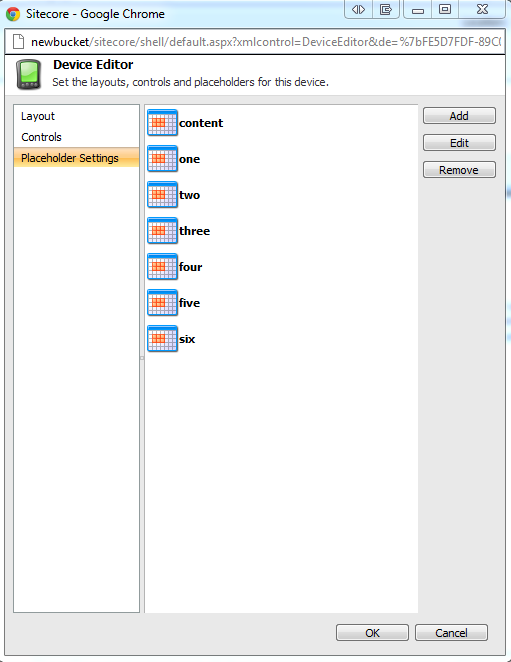 Sitecore - Google Chrome
newbucket/sitecore/shell/default.aspx?xmlcontrol=DeviceEditor&de=%7bFE5D7FDF-89C0
Device Editor
Set the layouts, controls and placeholders for this device.
Layout
Controls
Placeholder Settings
content
one
two
three
four
five
six
Add
Edit
Remove
OK
Cancel